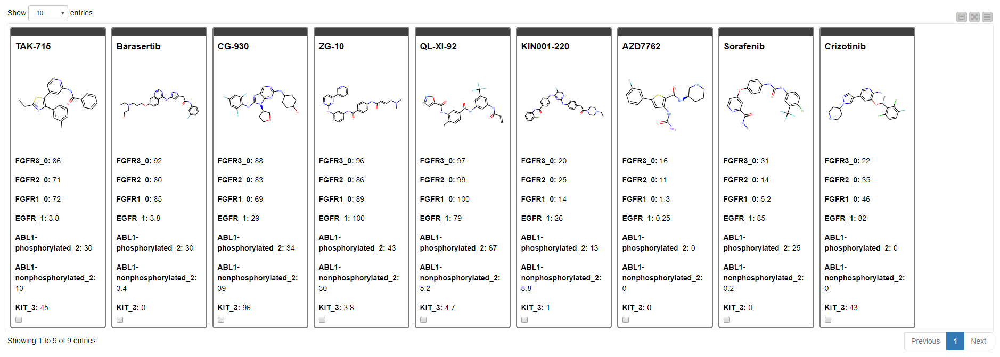 Show 10 entries
TAK-715
FGFR3_0: 86
FGFR2_0: 71
FGFR1_0: 72
EGFR_1: 3.8
ABL1-
phosphorylated_2: 30
ABL1-
nonphosphorylated_2:
13
KIT_3: 45
Barasertib
FGFR3_0: 92
FGFR2_0: 80
FGFR1_0: 85
EGFR_1: 3.8
ABL1-
phosphorylated_2: 30
ABL1-
nonphosphorylated_2:
3.4
KIT_3: 0
CG-930
FGFR3_0: 88
FGFR2_0: 83
FGFR1_0: 69
EGFR_1: 29
ABL1-
phosphorylated_2: 34
ABL1-
nonphosphorylated_2:
39
KIT_3: 96
ZG-10
FGFR3_0: 96
FGFR2_0: 86
FGFR1_0: 89
EGFR_1: 100
ABL1-
phosphorylated_2: 43
ABL1-
nonphosphorylated_2:
30
KIT_3: 3.8
QL-XI-92
FGFR3_0: 97
FGFR2_0: 99
FGFR1_0: 100
EGFR_1: 79
ABL1-
phosphorylated_2: 67
ABL1-
nonphosphorylated_2:
5.2
KIT_3: 4.7
KIN001-220
FGFR3_0: 20
FGFR2_0: 25
FGFR1_0: 14
EGFR_1: 26
ABL1-
phosphorylated_2: 13
ABL1-
nonphosphorylated_2:
8.8
KIT_3: 1
AZD7762
FGFR3_0: 16
FGFR2_0: 11
FGFR1_0: 1.3
EGFR_1: 0.25
ABL1-
phosphorylated_2: 0
ABL1-
nonphosphorylated_2:
0
KIT_3: 0
Sorafenib
FGFR3_0: 31
FGFR2_0: 14
FGFR1_0: 5.2
EGFR_1: 85
ABL1-
phosphorylated_2: 25
ABL1-
nonphosphorylated_2:
0.2
KIT_3: 0
Crizotinib
FGFR3_0: 22
FGFR2_0: 35
FGFR1_0: 46
EGFR_1: 82
ABL1-
phosphorylated_2: 0
ABL1-
nonphosphorylated_2:
0
KIT_3: 43
Showing 1 to 9 of 9 entries
Previous 1 Next